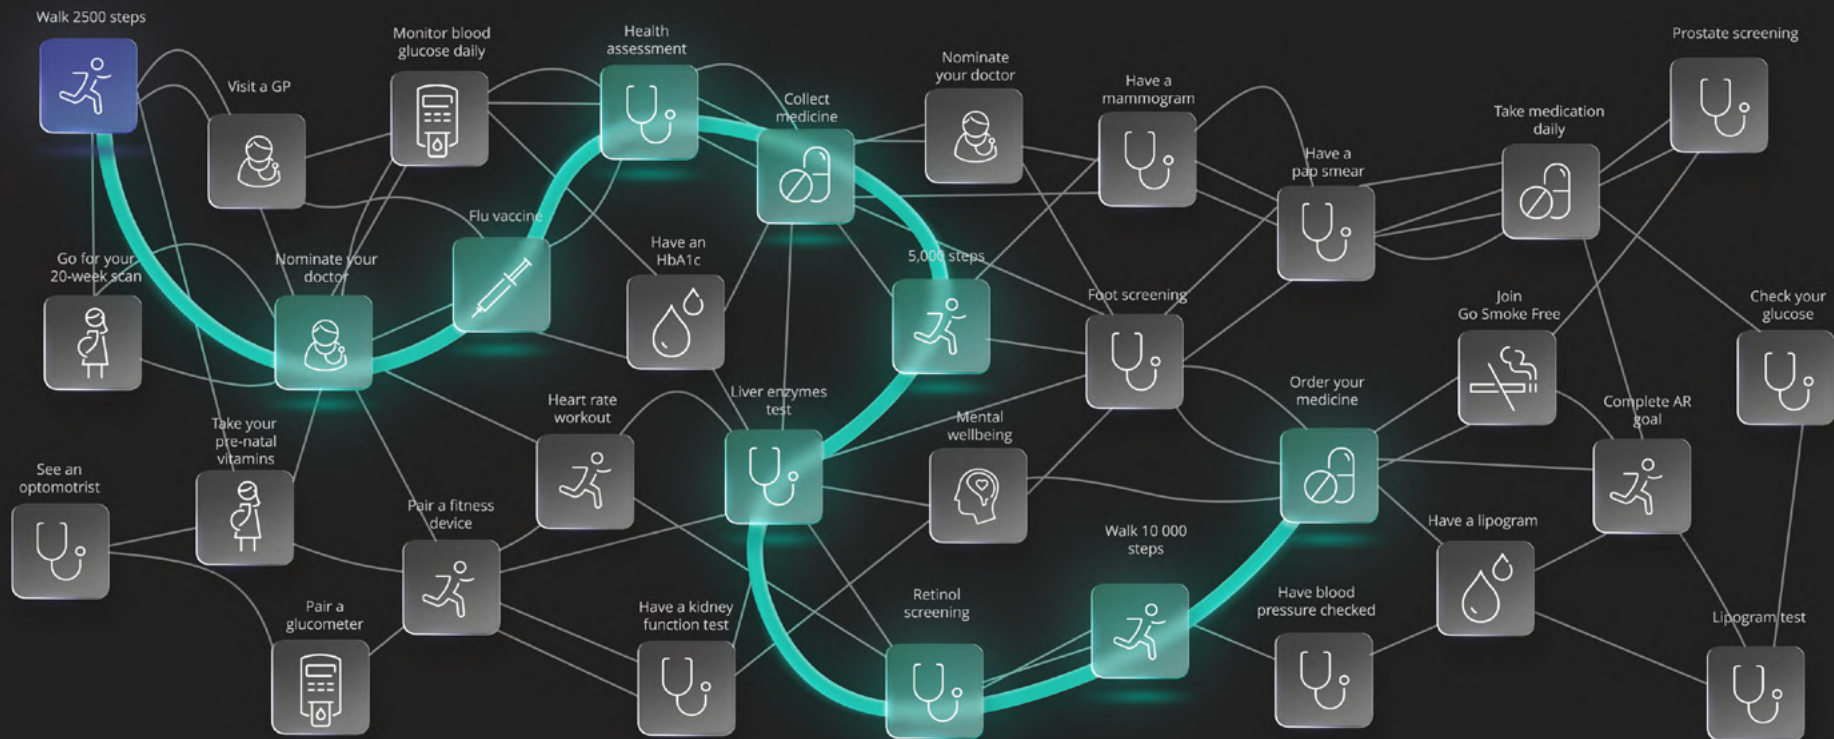 Walk 2500 steps
Visit a GP
Monitor blood
glucose daily
Health
assessment
Collect
medicine
Nominate
your doctor
Have a
mammogram
Have a
pap smear
Take medication
daily
Prostate screening
Go for your
20-week scan
Nominate your
doctor
Flu vaccine
Have an
HbA1c
5,000 steps
Foot screening
Join
Go Smoke Free
Check your
glucose
See an
optomotrist
Take your
pre-natal
vitamins
Pair a fitness
device
Heart rate
workout
Liver enzymes
test
Mental
wellbeing
Order your
medicine
Complete AR
goal
Pair a
glucometer
Have a kidney
function test
Retinol
screening
Walk 10 000
steps
Have blood
pressure checked
Have a lipogram
Lipogram test